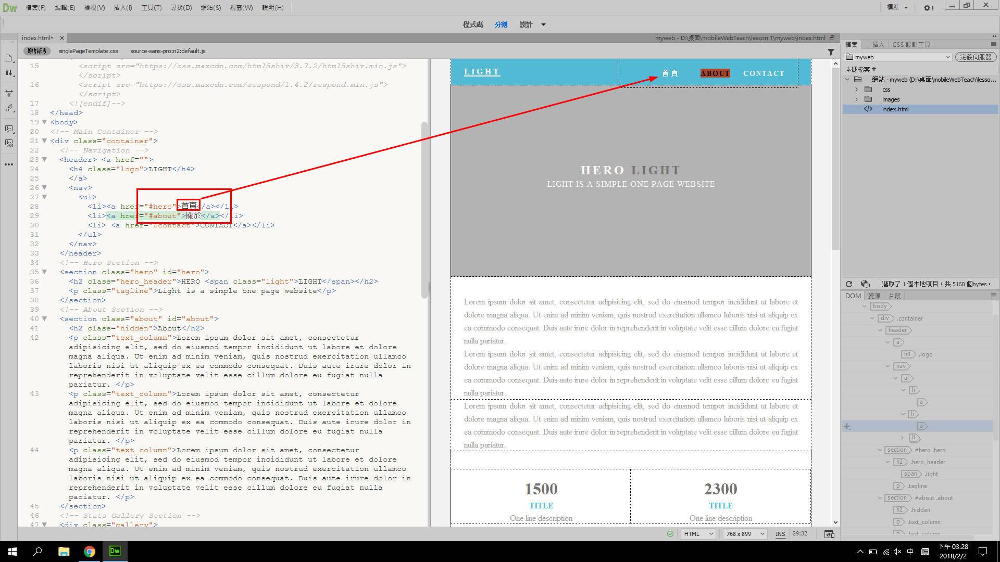 Dw 檔案(F) 編輯(E) 檢視(V) 插入(I) 工具(T) 尋找(D) 網站(S) 視窗(W) 說明(H) 標準
程式碼 分割 設計
index.html* myweb - D:\桌面\mobileWebTeach\lesson 1\myweb\index.html
原始碼 singlePageTemplate.css source-sans-pro:n2:default.js
15 <script src="https://oss.maxcdn.com/html5shiv/3.7.2/html5shiv.min.js">
</script>
16 <script src="https://oss.maxcdn.com/respond/1.4.2/respond.min.js">
</script>
17 <![endif]-->
18 </head>
19 <body>
20 <!-- Main Container -->
21 <div class="container">
22 <!-- Navigation -->
23 <header> <a href="">
24 <h4 class="logo">LIGHT</h4>
25 </a>
26 <nav>
27 <ul>
28 <li><a href="#hero">首頁</a></li>
29 <li><a href="#about">關於</a></li>
30 <li> <a href="#contact">CONTACT</a></li>
31 </ul>
32 </nav>
33 </header>
34 <!-- Hero Section -->
35 <section class="hero" id="hero">
36 <h2 class="hero_header">HERO <span class="light">LIGHT</span></h2>
37 <p class="tagline">Light is a simple one page website</p>
38 </section>
39 <!-- About Section -->
40 <section class="about" id="about">
41 <h2 class="hidden">About</h2>
42 <p class="text_column">Lorem ipsum dolor sit amet, consectetur
adipisicing elit, sed do eiusmod tempor incididunt ut labore et dolore
magna aliqua. Ut enim ad minim veniam, quis nostrud exercitation ullamco
laboris nisi ut aliquip ex ea commodo consequat. Duis aute irure dolor in
reprehenderit in voluptate velit esse cillum dolore eu fugiat nulla
pariatur. </p>
43 <p class="text_column">Lorem ipsum dolor sit amet, consectetur
adipisicing elit, sed do eiusmod tempor incididunt ut labore et dolore
magna aliqua. Ut enim ad minim veniam, quis nostrud exercitation ullamco
laboris nisi ut aliquip ex ea commodo consequat. Duis aute irure dolor in
reprehenderit in voluptate velit esse cillum dolore eu fugiat nulla
pariatur. </p>
44 <p class="text_column">Lorem ipsum dolor sit amet, consectetur
adipisicing elit, sed do eiusmod tempor incididunt ut labore et dolore
magna aliqua. Ut enim ad minim veniam, quis nostrud exercitation ullamco
laboris nisi ut aliquip ex ea commodo consequat. Duis aute irure dolor in
reprehenderit in voluptate velit esse cillum dolore eu fugiat nulla
pariatur. </p>
45 </section>
46 <!-- Stats Gallery Section -->
47 <div class="gallery">
LIGHT 首頁 ABOUT CONTACT
HERO LIGHT
LIGHT IS A SIMPLE ONE PAGE WEBSITE
Lorem ipsum dolor sit amet, consectetur adipisicing elit, sed do eiusmod tempor incididunt ut labore et
dolore magna aliqua. Ut enim ad minim veniam, quis nostrud exercitation ullamco laboris nisi ut aliquip ex
ea commodo consequat. Duis aute irure dolor in reprehenderit in voluptate velit esse cillum dolore eu fugiat
nulla pariatur.
Lorem ipsum dolor sit amet, consectetur adipisicing elit, sed do eiusmod tempor incididunt ut labore et
dolore magna aliqua. Ut enim ad minim veniam, quis nostrud exercitation ullamco laboris nisi ut aliquip ex
ea commodo consequat. Duis aute irure dolor in reprehenderit in voluptate velit esse cillum dolore eu fugiat
nulla pariatur.
Lorem ipsum dolor sit amet, consectetur adipisicing elit, sed do eiusmod tempor incididunt ut labore et
dolore magna aliqua. Ut enim ad minim veniam, quis nostrud exercitation ullamco laboris nisi ut aliquip ex
ea commodo consequat. Duis aute irure dolor in reprehenderit in voluptate velit esse cillum dolore eu fugiat
nulla pariatur.
1500 2300
TITLE TITLE
One line description One line description
HTML 768 x 899 INS 29:32
檔案 插入 CSS 設計工具
myweb 定義伺服器
本機檔案
網站 - myweb (D:\桌面\mobileWebTeach\lesso...
css
images
index.html
選取了 1 個本地項目，共 5160 個bytes。
DOM 資源 片段
body
div .container
header
a
h4 .logo
nav
ul
li
a
li
a
li
section #hero .hero
h2 .hero_header
span .light
p .tagline
section #about .about
h2 .hidden
p .text_column
p .text_column
Dw 中 下午 03:28
2018/2/2